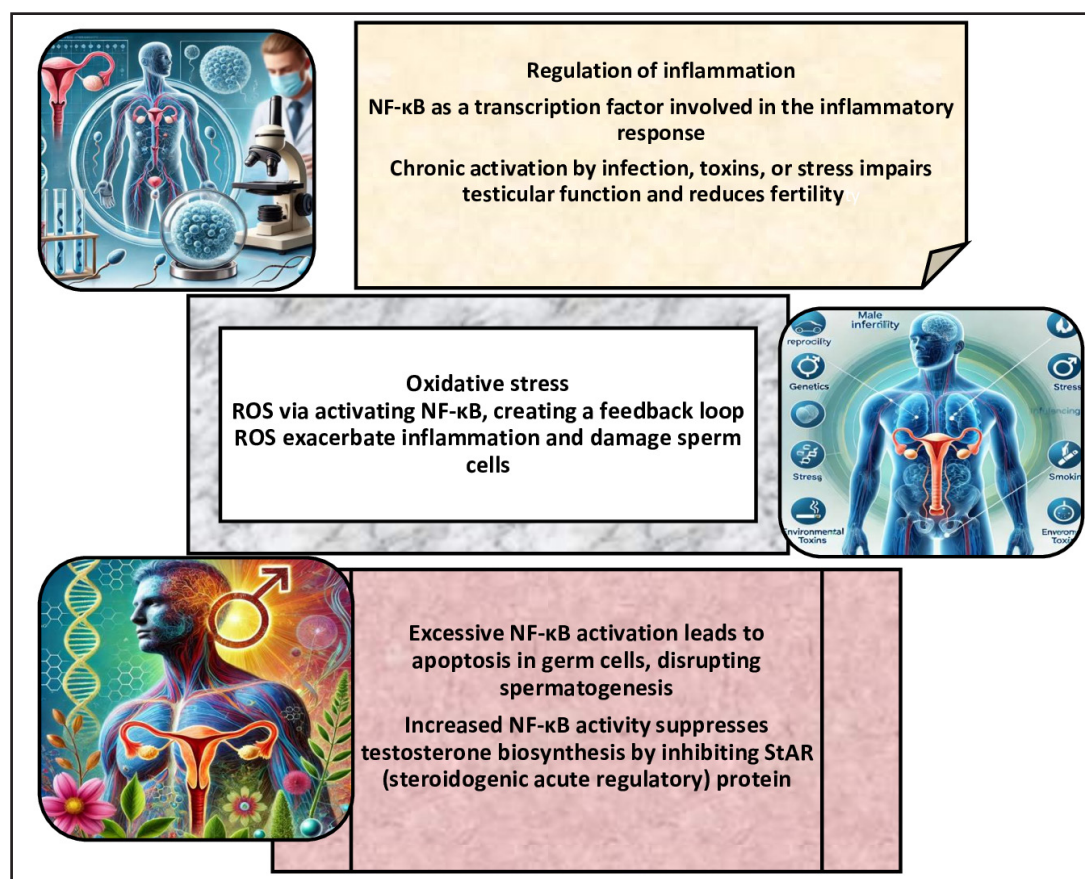 Regulation of inflammation
NF-κB as a transcription factor involved in the inflammatory
response
Chronic activation by infection, toxins, or stress impairs
testicular function and reduces fertility
Oxidative stress
ROS via activating NF-κB, creating a feedback loop
ROS exacerbate inflammation and damage sperm
cells
Male
infernility
reprocility
Genetics
Stress
Stress
Smokin
Environmental
Toxins
Excessive NF-κB activation leads to
apoptosis in germ cells, disrupting
spermatogenesis
Increased NF-κB activity suppresses
testosterone biosynthesis by inhibiting StAR
(steroidogenic acute regulatory) protein